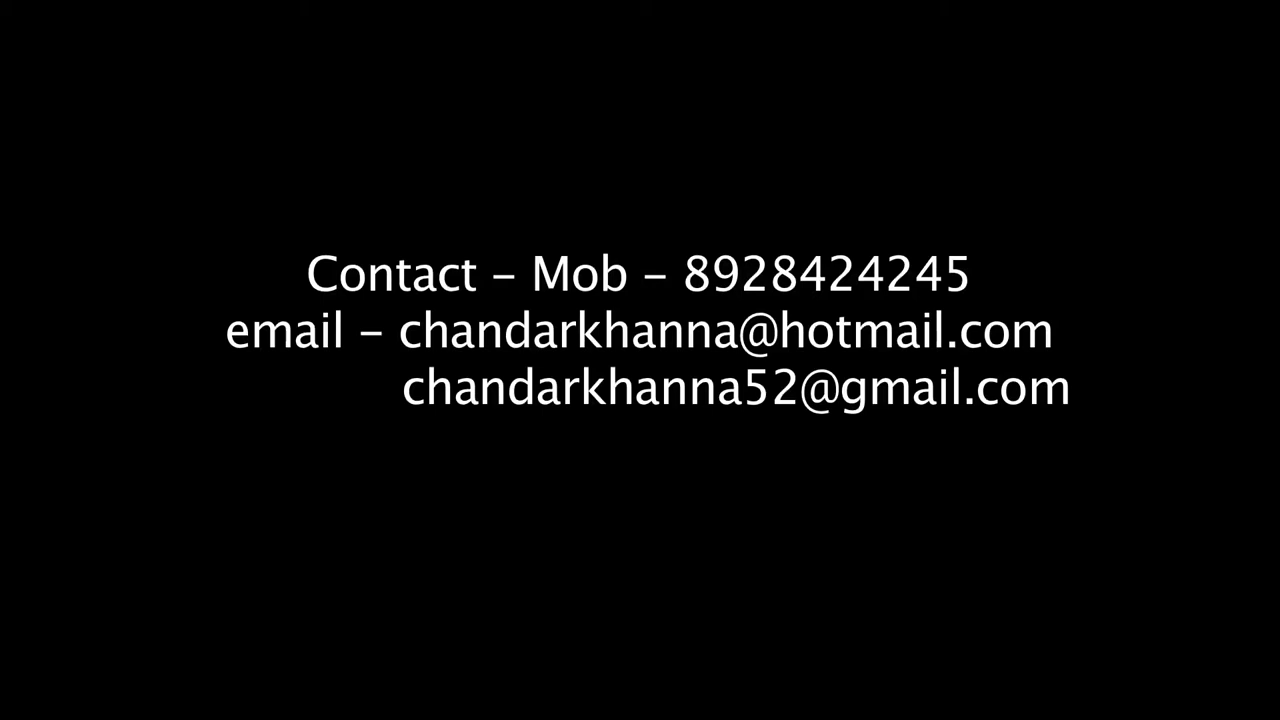 Contact – Mob – 8928424245
email – chandarkhanna@hotmail.com
chandarkhanna52@gmail.com